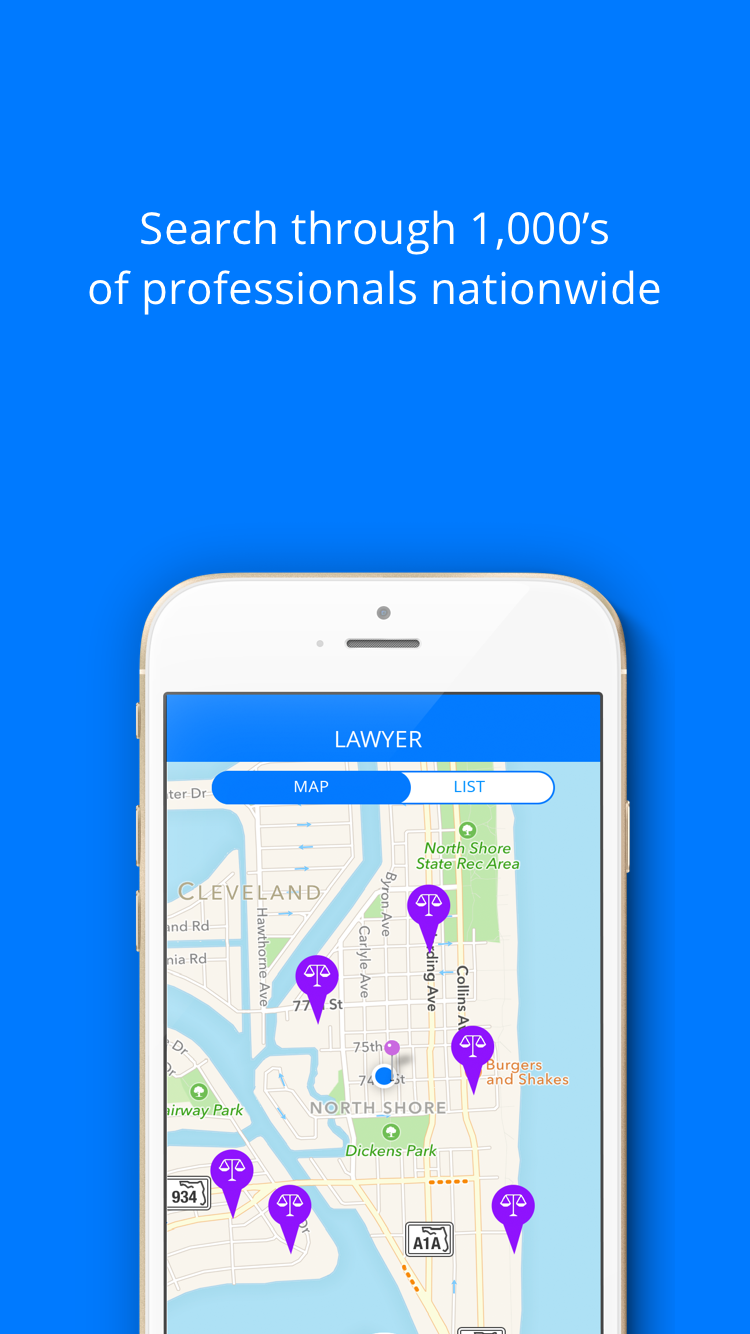 Search through 1,000’s
of professionals nationwide
LAWYER
MAP
LIST
ter Dr
North Shore
State Rec Area
CLEVELAND
Byron Ave
nd Rd
Hawthorne Ave
Carlyle Ave
nia Rd
ding Ave
Collins A
77 St
75th
Burgers
and Shakes
74 St
NORTH SHORE
airway Park
Dickens Park
934
A1A